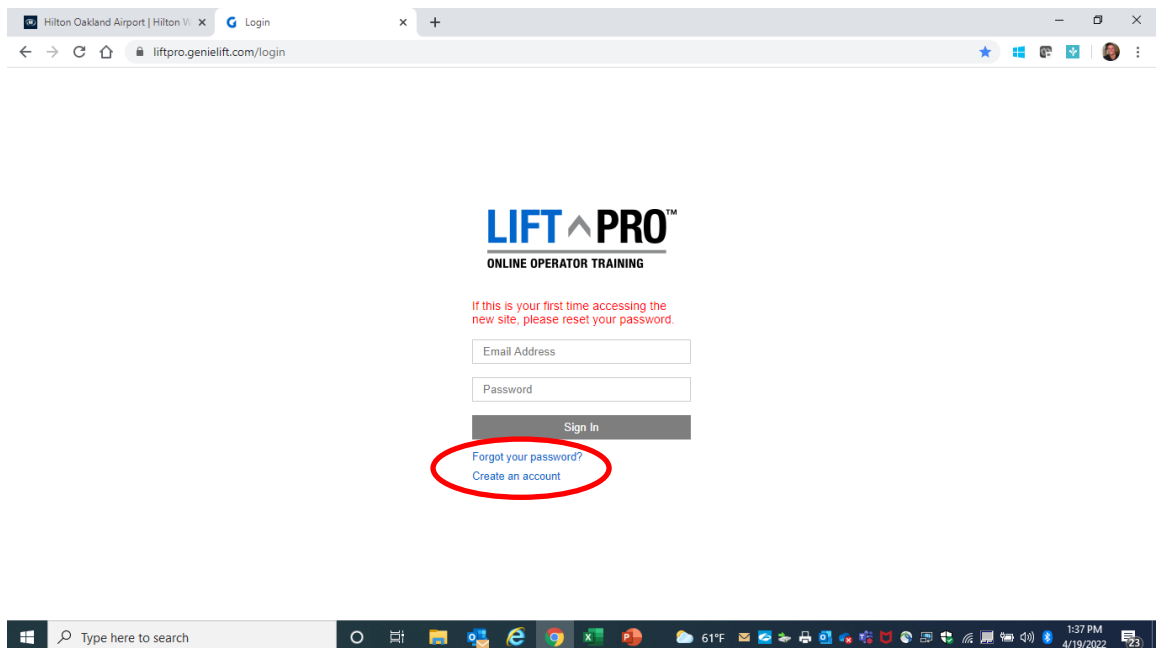 Hilton Oakland Airport | Hilton W
Login
liftpro.genielift.com/login
LIFT PRO™
ONLINE OPERATOR TRAINING
If this is your first time accessing the
new site, please reset your password.
Email Address
Password
Sign In
Forgot your password?
Create an account
Type here to search
61°F
1:37 PM
4/19/2022
23